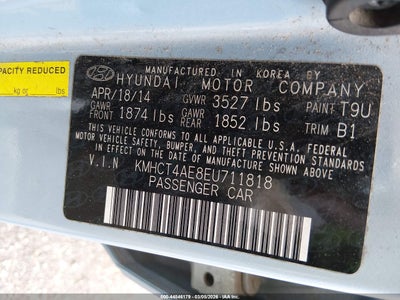 CAPACITY REDUCED
kg or lbs
MANUFACTURED IN KOREA BY
HYUNDAI MOTOR COMPANY
APR/18/14 GVWR 3527 lbs PAINT T9U
GAWR FRONT 1874 lbs GAWR REAR 1852 lbs TRIM B1
THIS VEHICLE CONFORMS TO ALL APPLICABLE U.S.A. FEDERAL
MOTOR VEHICLE SAFETY, BUMPER, AND THEFT PREVENTION
STANDARDS IN EFFECT ON THE DATE OF MANUFACTURE SHOWN ABOVE.
V.I.N KMHCT4AE8EU711818
PASSENGER CAR